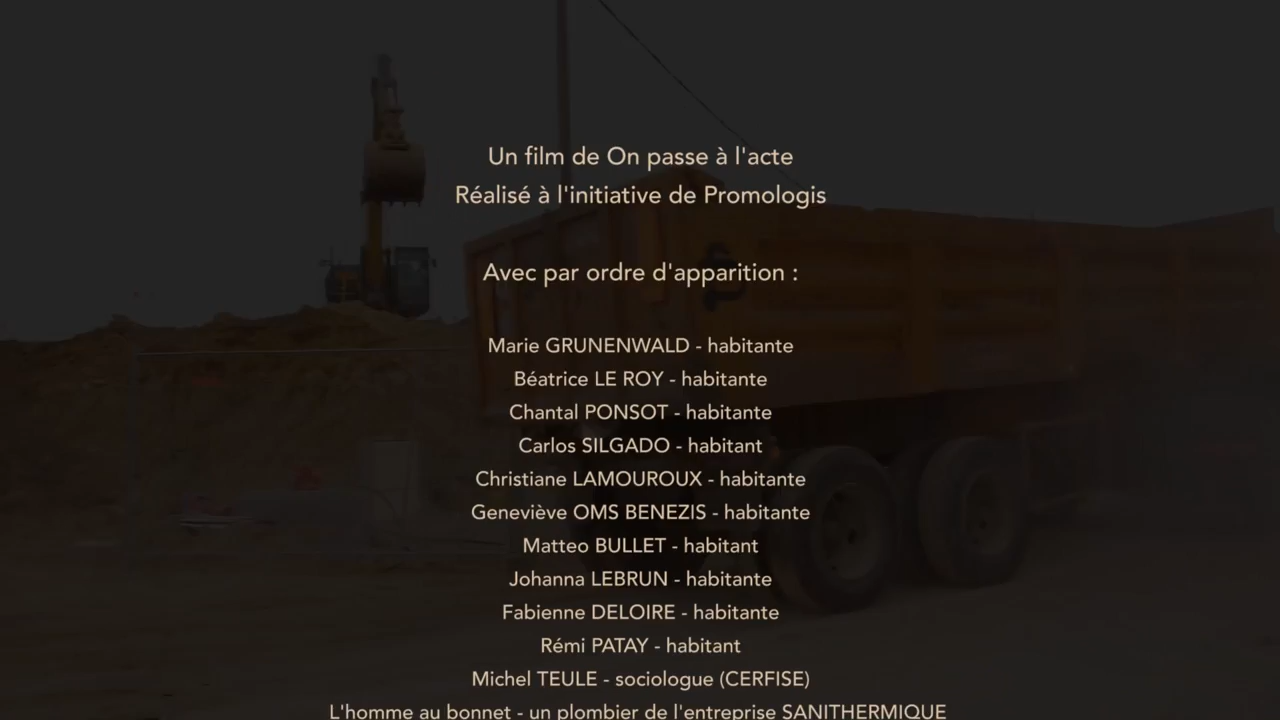 Un film de On passe à l'acte
Réalisé à l'initiative de Promologis
Avec par ordre d'apparition :
Marie GRUNENWALD - habitante
Béatrice LE ROY - habitante
Chantal PONSOT - habitante
Carlos SILGADO - habitant
Christiane LAMOUROUX - habitante
Geneviève OMS BENEZIS - habitante
Matteo BULLET - habitant
Johanna LEBRUN - habitante
Fabienne DELOIRE - habitante
Rémi PATAY - habitant
Michel TEULE - sociologue (CERFISE)
L'homme au bonnet - un plombier de l'entreprise SANITHERMIQUE